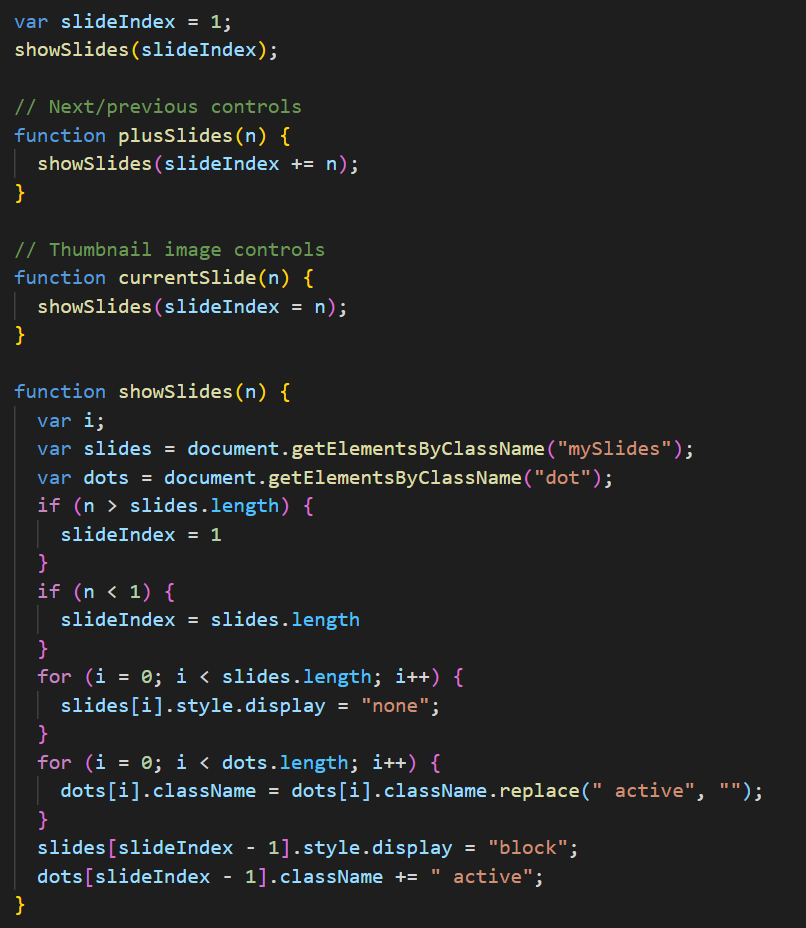 var slideIndex = 1;
showSlides(slideIndex);

// Next/previous controls
function plusSlides(n) {
  showSlides(slideIndex += n);
}

// Thumbnail image controls
function currentSlide(n) {
  showSlides(slideIndex = n);
}

function showSlides(n) {
  var i;
  var slides = document.getElementsByClassName("mySlides");
  var dots = document.getElementsByClassName("dot");
  if (n > slides.length) {
    slideIndex = 1
  }
  if (n < 1) {
    slideIndex = slides.length
  }
  for (i = 0; i < slides.length; i++) {
    slides[i].style.display = "none";
  }
  for (i = 0; i < dots.length; i++) {
    dots[i].className = dots[i].className.replace(" active", "");
  }
  slides[slideIndex - 1].style.display = "block";
  dots[slideIndex - 1].className += " active";
}